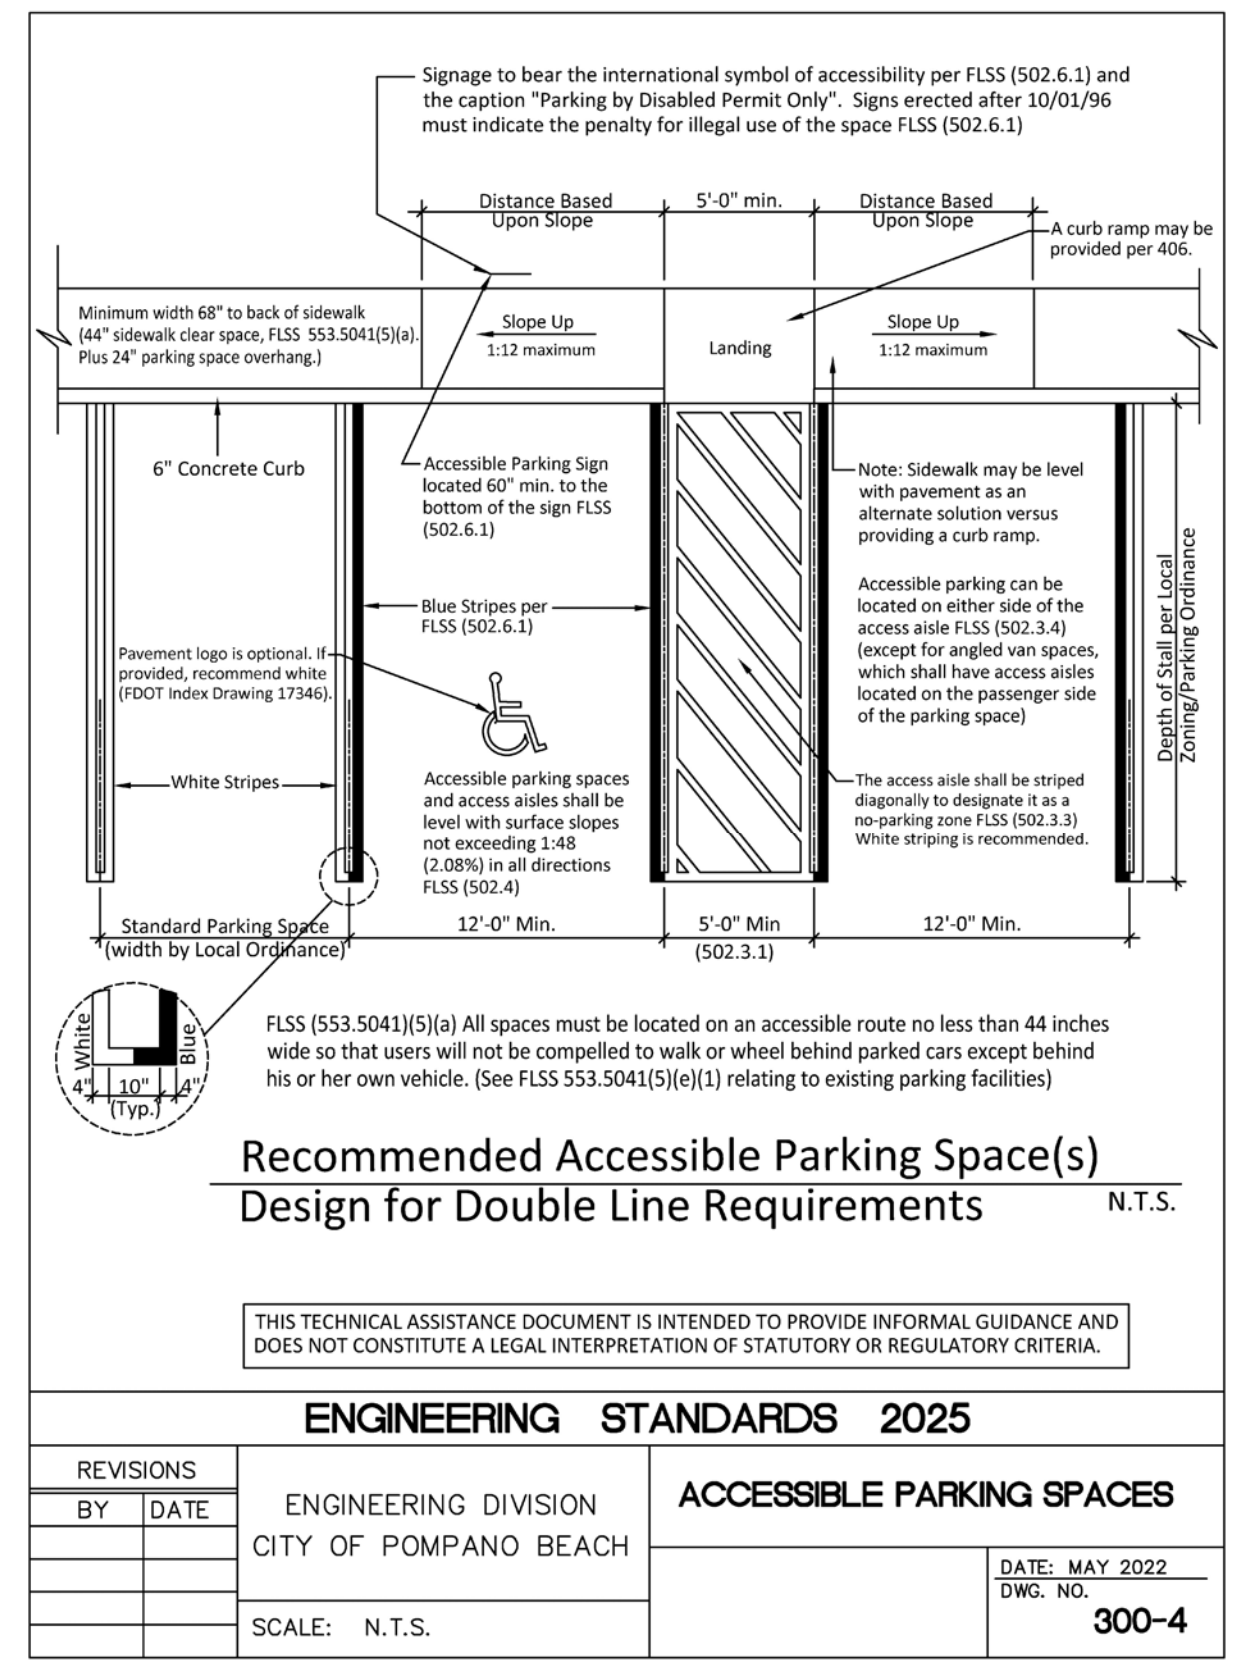 Signage to bear the international symbol of accessibility per FLSS (502.6.1) and
the caption "Parking by Disabled Permit Only".  Signs erected after 10/01/96
must indicate the penalty for illegal use of the space FLSS (502.6.1)
Distance Based
Upon Slope
5'-0" min.
Distance Based
Upon Slope
A curb ramp may be
provided per 406.
Minimum width 68" to back of sidewalk
(44" sidewalk clear space, FLSS 553.5041(5)(a).
Plus 24" parking space overhang.)
Slope Up
1:12 maximum
Landing
Slope Up
1:12 maximum
6" Concrete Curb
Accessible Parking Sign
located 60" min. to the
bottom of the sign FLSS
(502.6.1)
Note: Sidewalk may be level
with pavement as an
alternate solution versus
providing a curb ramp.
Blue Stripes per
FLSS (502.6.1)
Accessible parking can be
located on either side of the
access aisle FLSS (502.3.4)
(except for angled van spaces,
which shall have access aisles
located on the passenger side
of the parking space)
Depth of Stall per Local
Zoning/Parking Ordinance
Pavement logo is optional. If
provided, recommend white
(FDOT Index Drawing 17346).
White Stripes
Accessible parking spaces
and access aisles shall be
level with surface slopes
not exceeding 1:48
(2.08%) in all directions
FLSS (502.4)
The access aisle shall be striped
diagonally to designate it as a
no-parking zone FLSS (502.3.3)
White striping is recommended.
Standard Parking Space
(width by Local Ordinance)
12'-0" Min.
5'-0" Min
(502.3.1)
12'-0" Min.
White
Blue
4"
10"
4"
(Typ.)
FLSS (553.5041)(5)(a) All spaces must be located on an accessible route no less than 44 inches
wide so that users will not be compelled to walk or wheel behind parked cars except behind
his or her own vehicle. (See FLSS 553.5041(5)(e)(1) relating to existing parking facilities)
Recommended Accessible Parking Space(s)
Design for Double Line Requirements
N.T.S.
THIS TECHNICAL ASSISTANCE DOCUMENT IS INTENDED TO PROVIDE INFORMAL GUIDANCE AND
DOES NOT CONSTITUTE A LEGAL INTERPRETATION OF STATUTORY OR REGULATORY CRITERIA.
ENGINEERING STANDARDS 2025
REVISIONS
BY DATE
ENGINEERING DIVISION
CITY OF POMPANO BEACH
SCALE: N.T.S.
ACCESSIBLE PARKING SPACES
DATE: MAY 2022
DWG. NO.
300-4